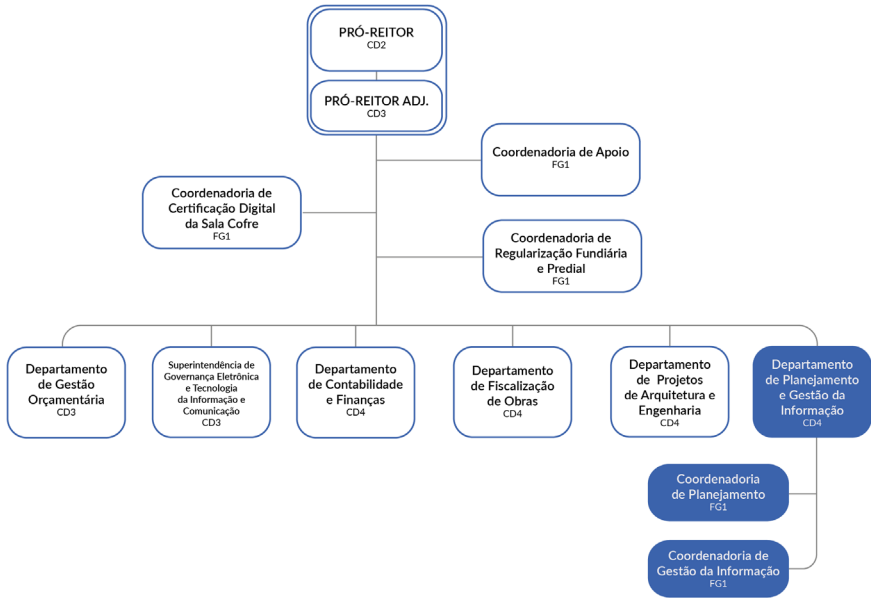 PRÓ-REITOR
CD2
PRÓ-REITOR ADJ.
CD3
Coordenadoria de Apoio
FG1
Coordenadoria de
Certificação Digital
da Sala Cofre
FG1
Coordenadoria de
Regularização Fundiária
e Predial
FG1
Departamento
de Gestão
Orçamentária
CD3
Superintendência de
Governança Eletrônica
e Tecnologia
da Informação e
Comunicação
CD3
Departamento
de Contabilidade
e Finanças
CD4
Departamento
de Fiscalização
de Obras
CD4
Departamento
de Projetos
de Arquitetura e
Engenharia
CD4
Departamento
de Planejamento
e Gestão da
Informação
CD4
Coordenadoria
de Planejamento
FG1
Coordenadoria de
Gestão da Informação
FG1